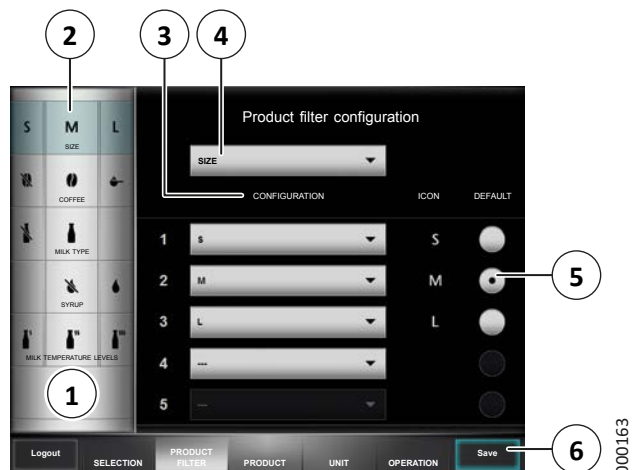 2
3
4
Product filter configuration
S M L
SIZE
SIZE
CONFIGURATION ICON DEFAULT
COFFEE
MILK TYPE
1 S S
2 M M
5
SYRUP
3 L L
MILK TEMPERATURE LEVELS
4 ---
1
5 ---
Logout SELECTION PRODUCT FILTER PRODUCT UNIT OPERATION Save
6
000163